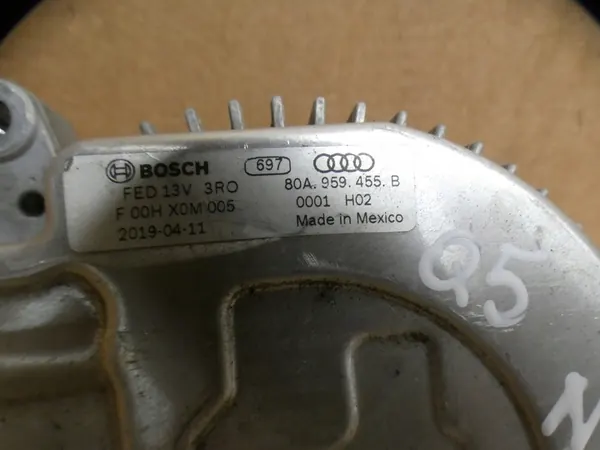 BOSCH 697
FED 13V 3RO 80A. 959. 455. B
F 00H X0M 005 0001 H02
2019-04-11 Made in Mexico
Q5